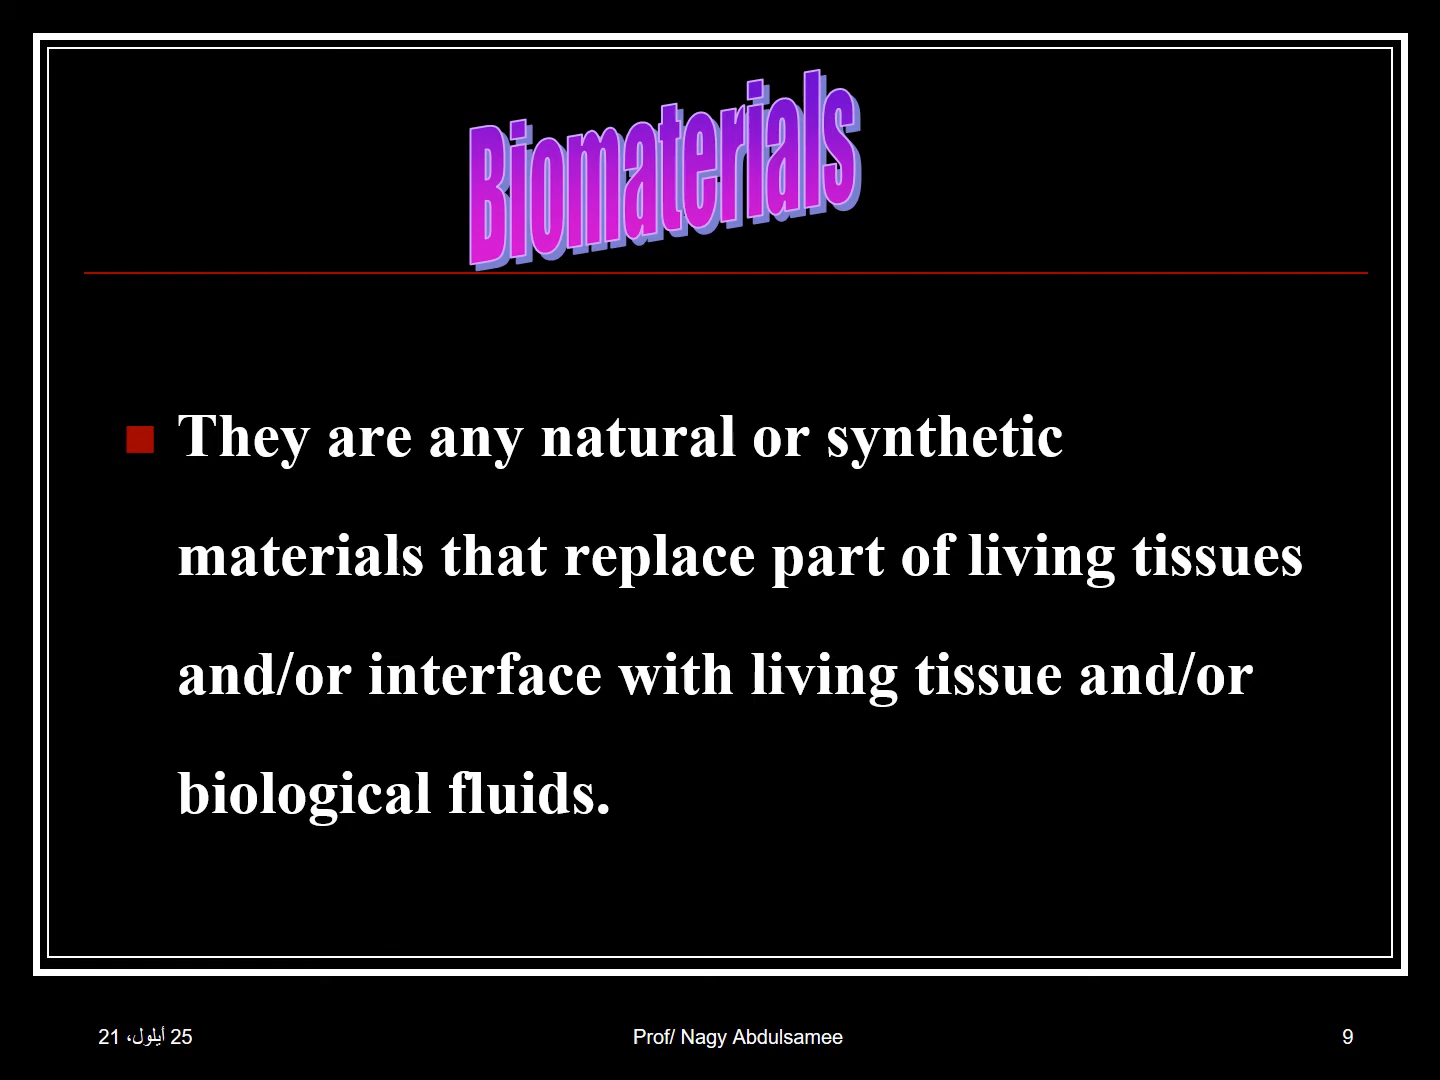 Biomaterials
They are any natural or synthetic
materials that replace part of living tissues
and/or interface with living tissue and/or
biological fluids.
25 أيلول، 21
Prof/ Nagy Abdulsamee
9